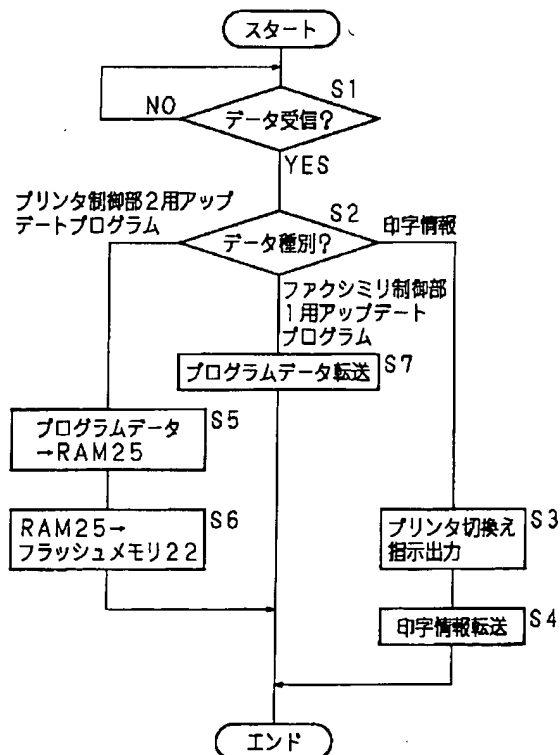 スタート
S1
NO
データ受信?
YES
プリンタ制御部2用アップ
デートプログラム
S2
印字情報
データ種別?
ファクシミリ制御部
1用アップデート
プログラム
プログラムデータ転送
S7
プログラムデータ
→RAM25
S5
RAM25→
フラッシュメモリ22
S6
プリンタ切換え
指示出力
S3
印字情報転送
S4
エンド